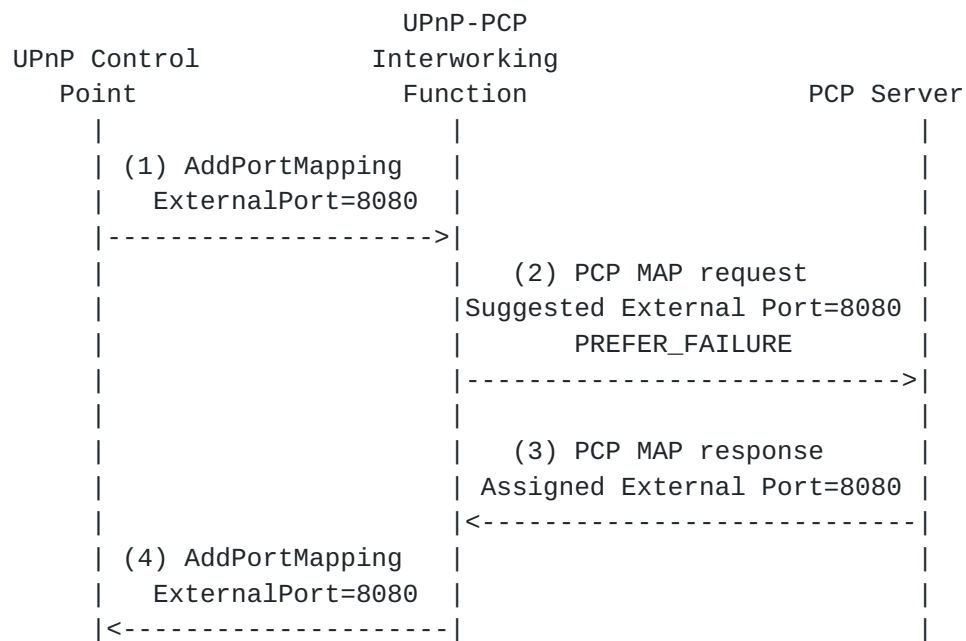 UPnP-PCP
UPnP Control Interworking
Point Function PCP Server
(1) AddPortMapping
ExternalPort=8080
(2) PCP MAP request
Suggested External Port=8080
PREFER_FAILURE
(3) PCP MAP response
Assigned External Port=8080
(4) AddPortMapping
ExternalPort=8080